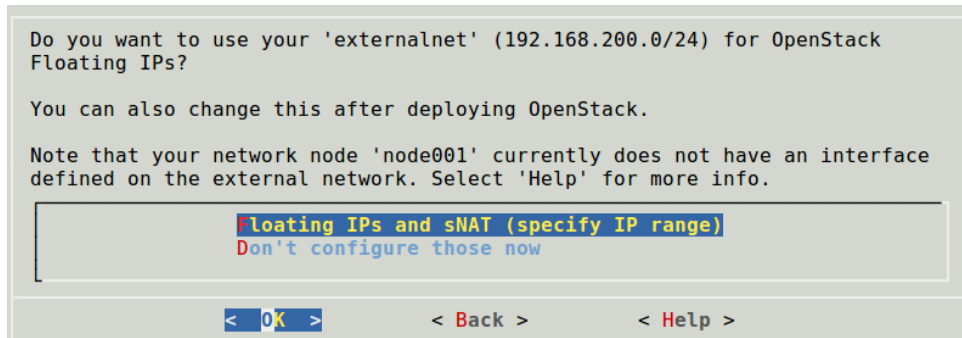 Do you want to use your 'externalnet' (192.168.200.0/24) for OpenStack
Floating IPs?
You can also change this after deploying OpenStack.
Note that your network node 'node001' currently does not have an interface
defined on the external network. Select 'Help' for more info.
Floating IPs and sNAT (specify IP range)
Don't configure those now
<  OK  > < Back > < Help >